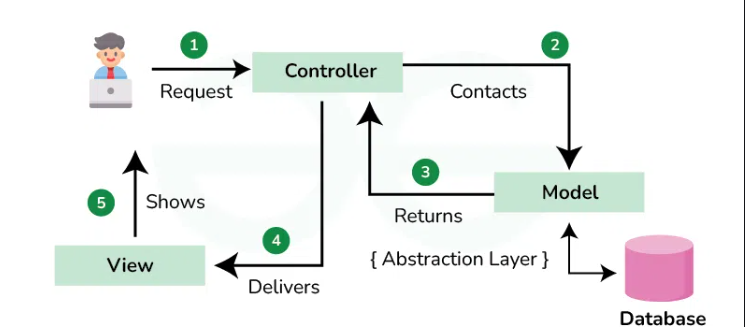 1
2
Request
Controller
Contacts
3
Returns
Model
5
Shows
4
Delivers
View
{ Abstraction Layer }
Database